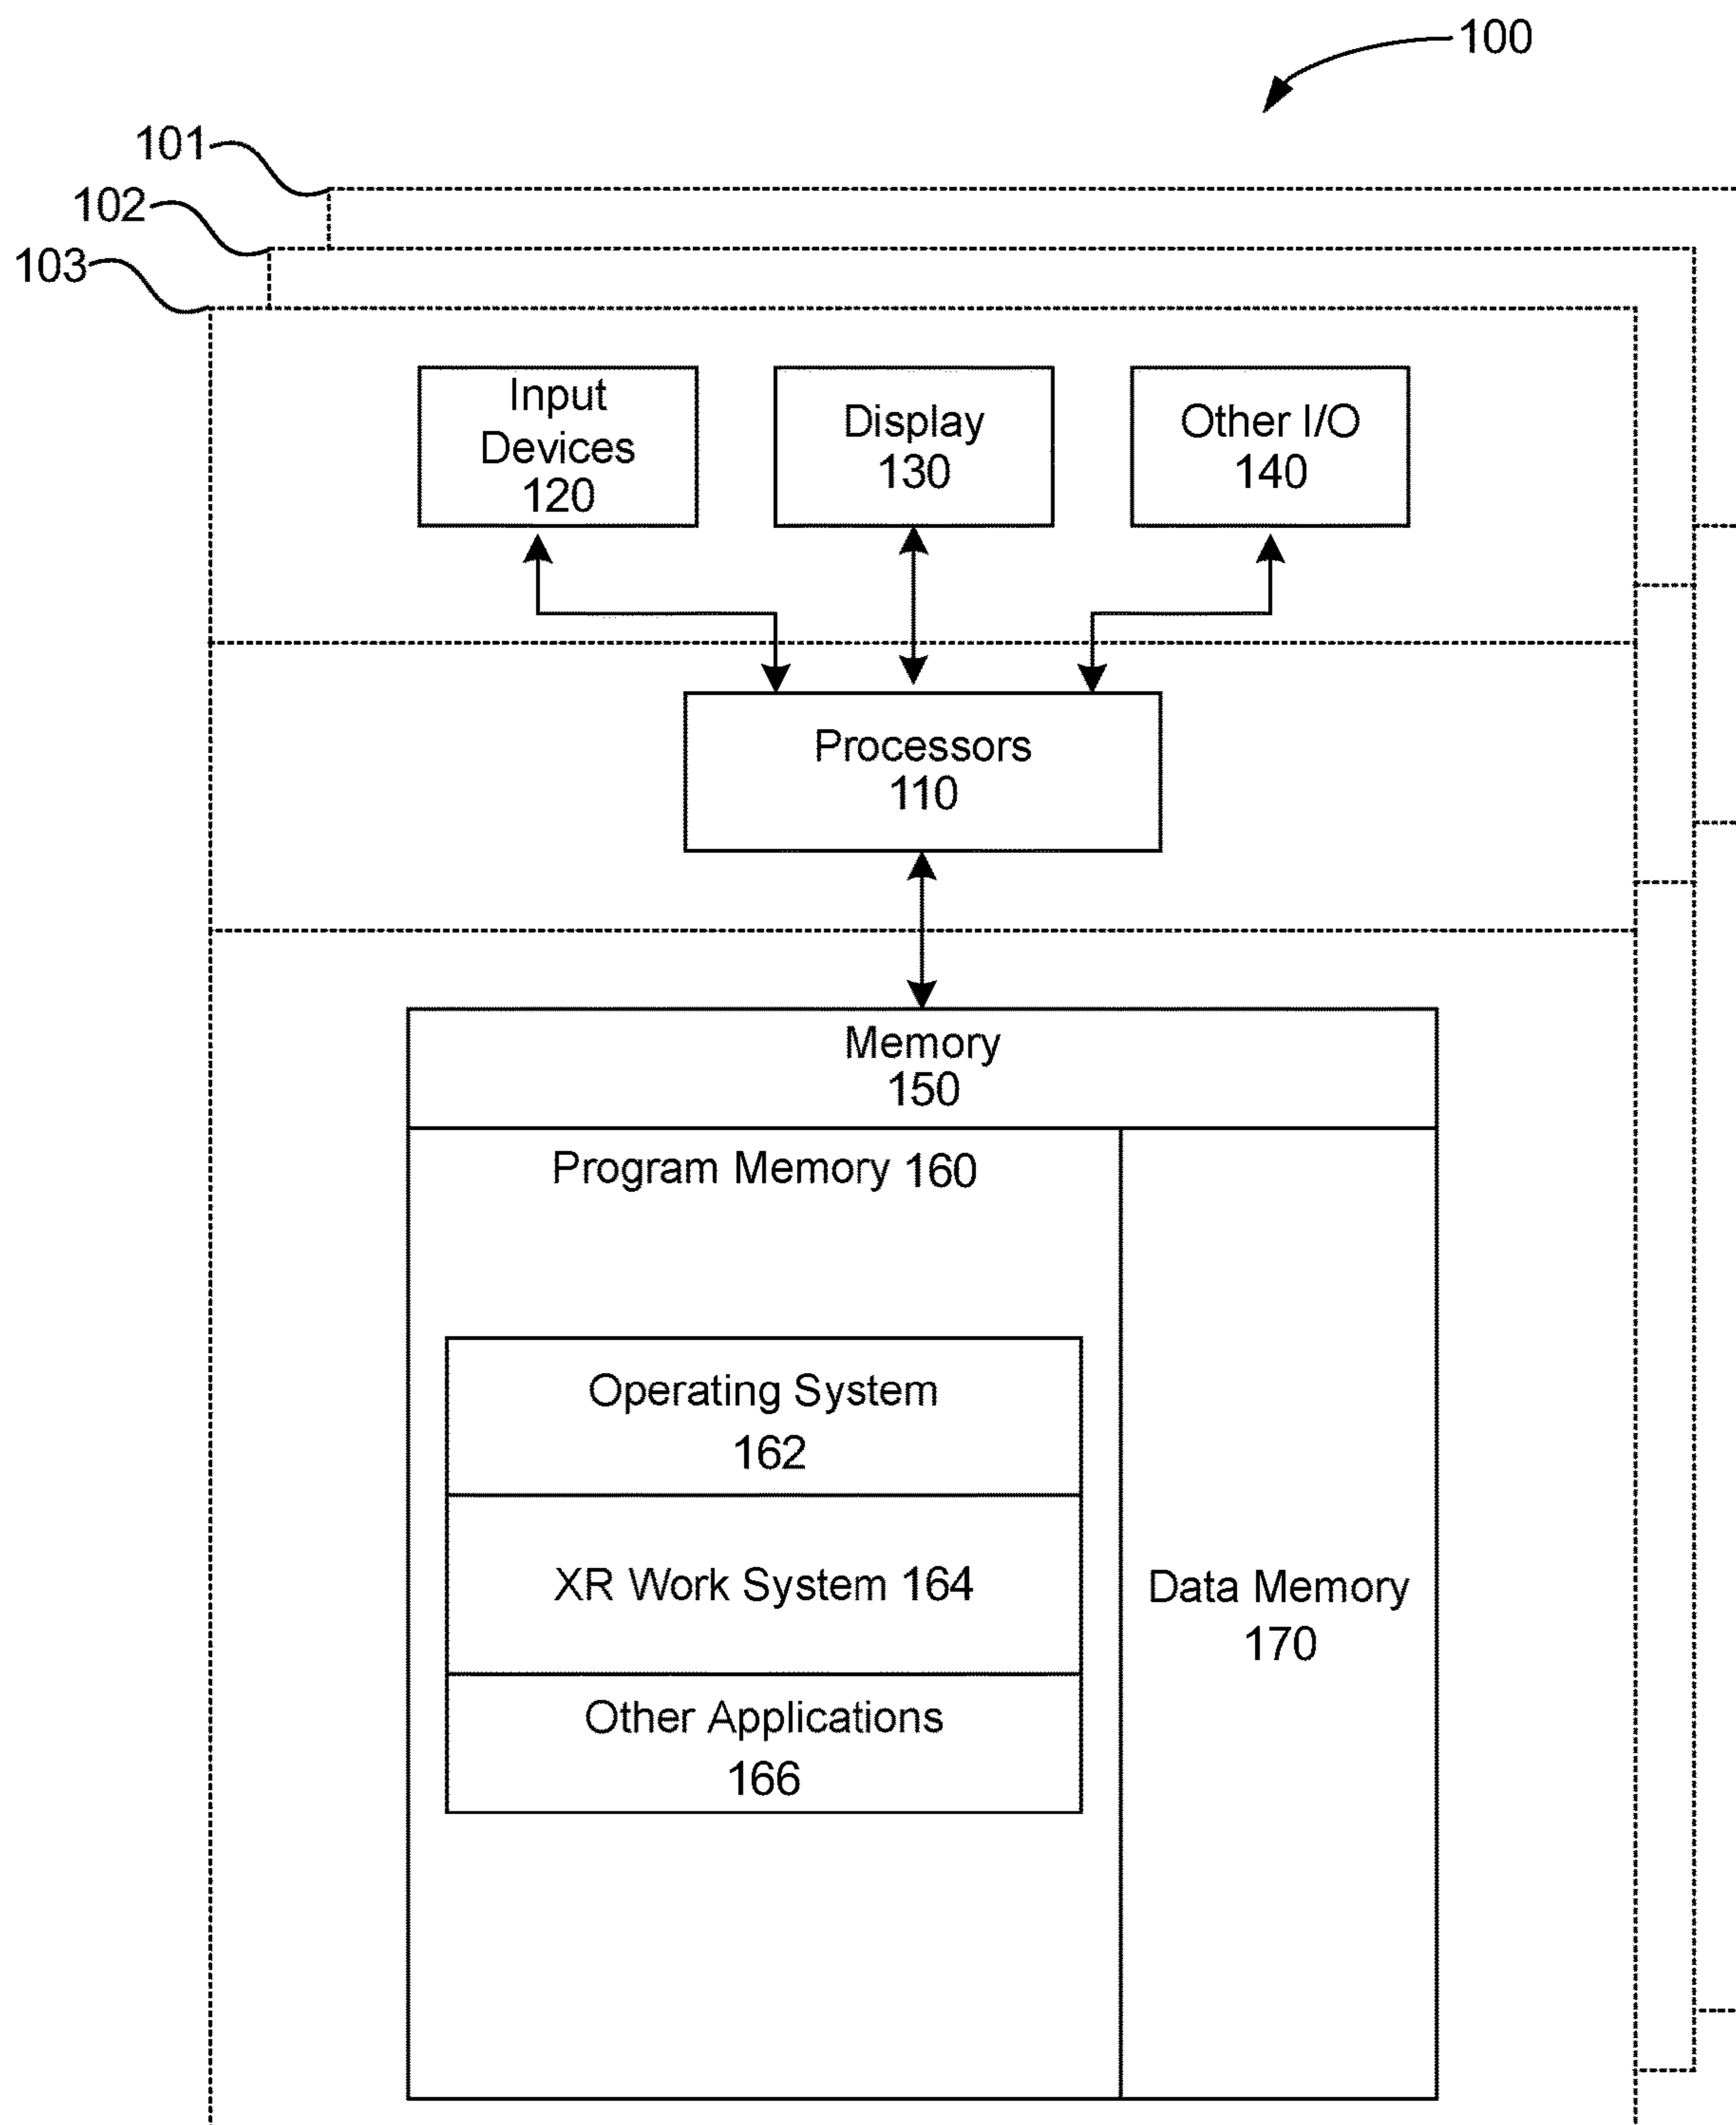 100
101
102
103
Input
Devices
120
Display
130
Other I/O
140
Processors
110
Memory
150
Program Memory 160
Operating System
162
XR Work System 164
Other Applications
166
Data Memory
170